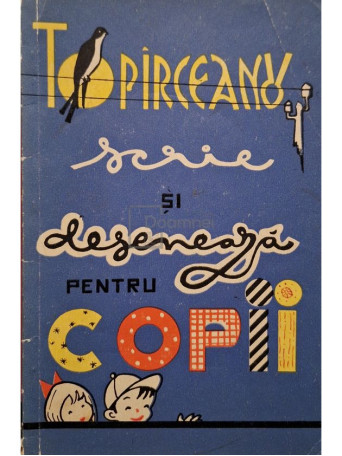 TOPÎRCEANU
scrie
ȘI
desenează
PENTRU
COPII